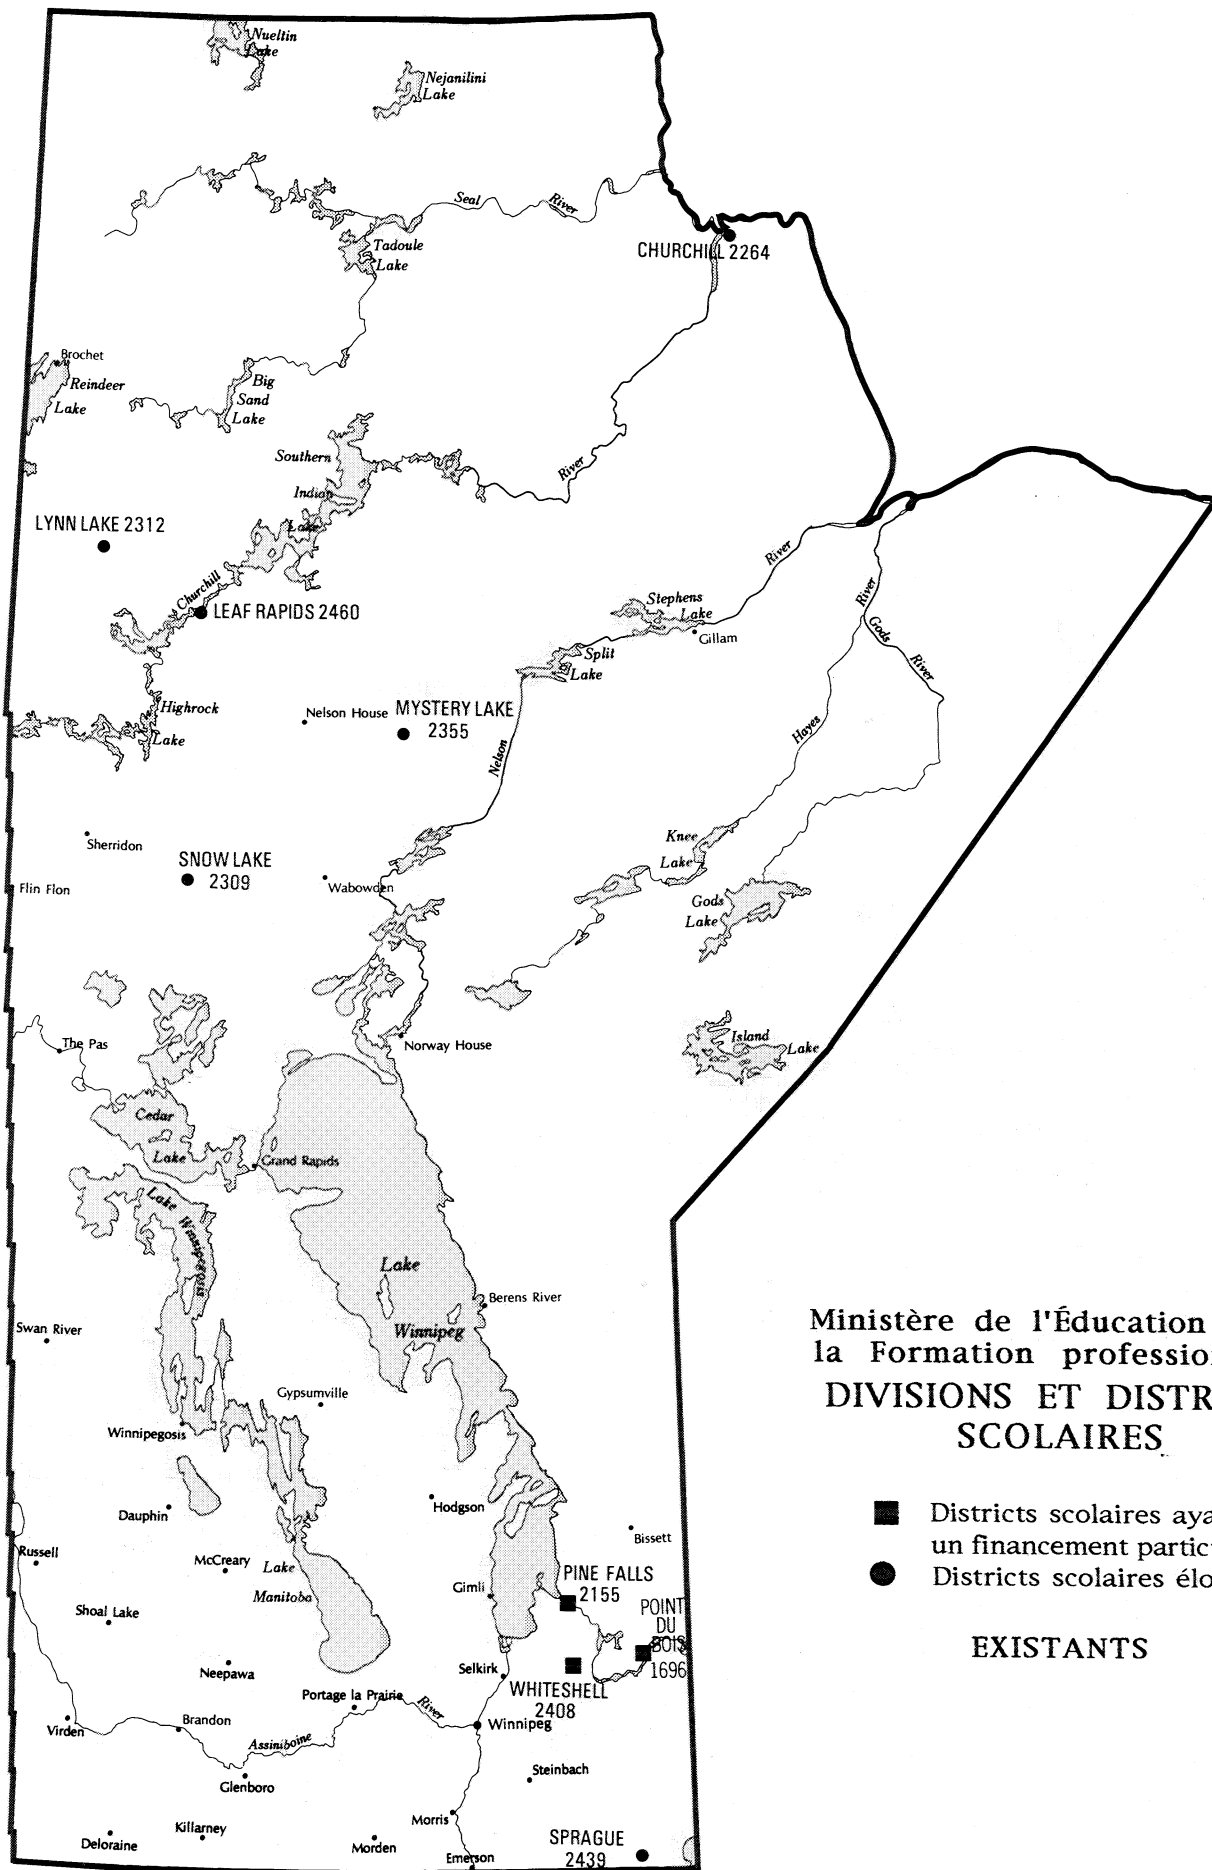 Nueltin
Lake
Nejanilini
Lake
Seal River
Tadoule
Lake
CHURCHILL 2264
Brochet
Reindeer
Lake
Big
Sand
Lake
Southern
Indian
Lake
River
LYNN LAKE 2312
Churchill
LEAF RAPIDS 2460
River
Stephens
Lake
Gillam
River
Gods
River
Split
Lake
Highrock
Lake
Nelson House
MYSTERY LAKE
2355
Nelson
Hayes
Sherridon
Knee
Lake
SNOW LAKE
2309
Flin Flon
Wabowden
Gods
Lake
The Pas
Norway House
Island
Lake
Cedar
Lake
Grand Rapids
Lake Winnipegosis
Lake
Winnipeg
Berens River
Swan River
Gypsumville
Winnipegosis
Dauphin
Hodgson
Bissett
Russell
McCreary
Lake
Manitoba
Gimli
PINE FALLS
2155
Shoal Lake
POINT
DU
BOIS
1696
Neepawa
Selkirk
WHITESHELL
2408
Portage la Prairie
River
Virden
Brandon
Winnipeg
Assiniboine
Glenboro
Steinbach
Morris
Killarney
Deloraine
Morden
Emerson
SPRAGUE
2439
Ministère de l'Éducation
la Formation professio
DIVISIONS ET DISTR
SCOLAIRES
Districts scolaires aya
un financement partic
Districts scolaires élo
EXISTANTS